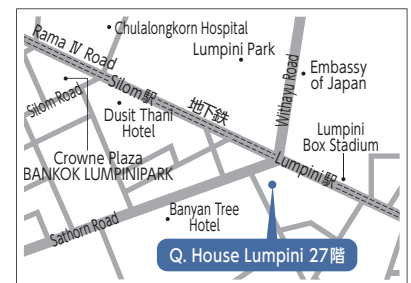 Chulalongkorn Hospital
Rama Ⅳ Road
Lumpini Park
Withayu Road
Embassy
of Japan
Silom駅
Silom Road
地下鉄
Dusit Thani
Hotel
Lumpini
Box Stadium
Crowne Plaza
BANKOK LUMPINIPARK
Lumpini駅
Banyan Tree
Hotel
Sathorn Road
Q. House Lumpini 27階